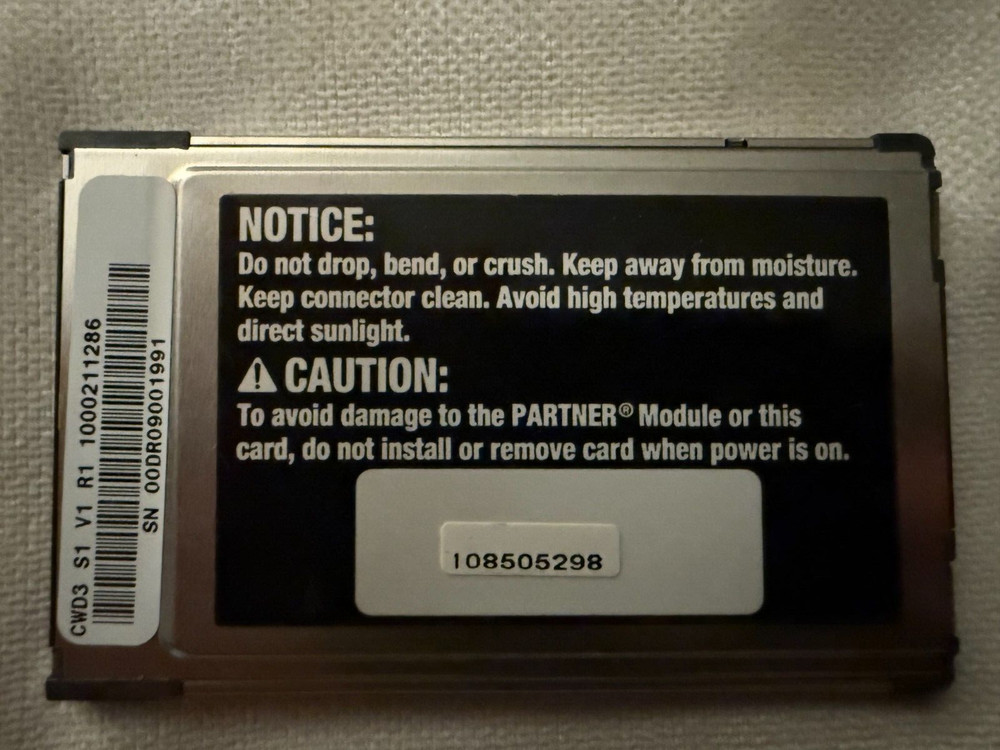 NOTICE:
Do not drop, bend, or crush. Keep away from moisture.
Keep connector clean. Avoid high temperatures and
direct sunlight.
⚠ CAUTION:
To avoid damage to the PARTNER® Module or this
card, do not install or remove card when power is on.
108505298
CWD3 S1 V1 R1 1000211286
SN 00DR09001991